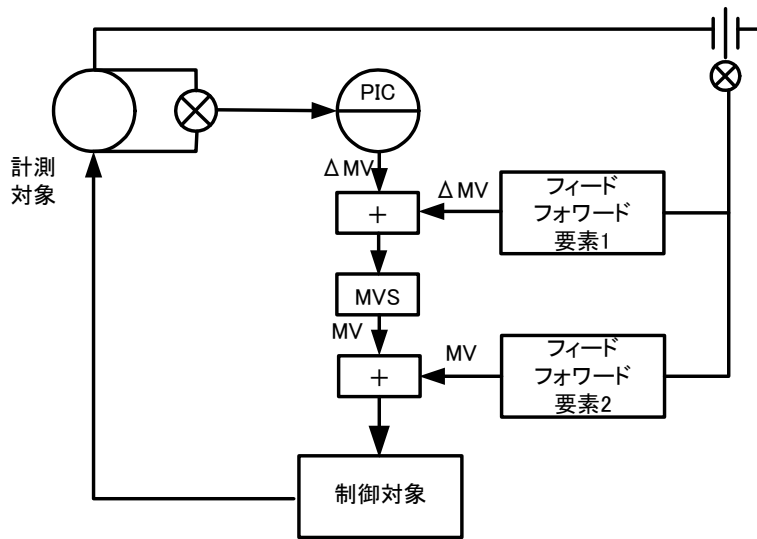 PIC
計測
対象
ΔMV
ΔMV
+
フィード
フォワード
要素1
MVS
MV
MV
+
フィード
フォワード
要素2
制御対象